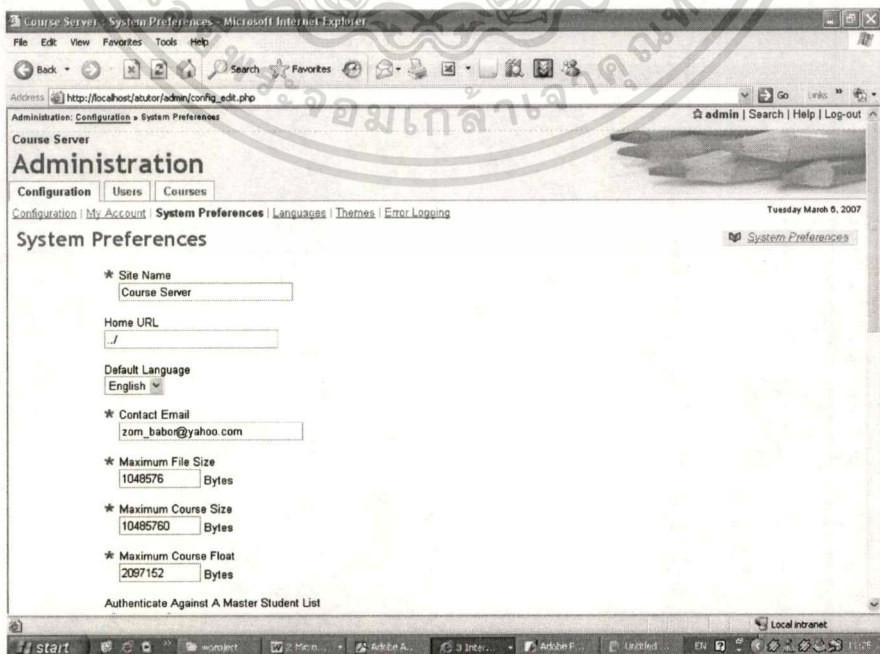 Course Server : System Preferences - Microsoft Internet Explorer
File Edit View Favorites Tools Help
Back Search Favorites
Address http://localhost/atutor/admin/config_edit.php Go Links
Administration: Configuration » System Preferences admin | Search | Help | Log-out
Course Server
Administration
Configuration Users Courses
Configuration | My Account | System Preferences | Languages | Themes | Error Logging Tuesday March 6, 2007
System Preferences System Preferences
* Site Name
Course Server
Home URL
../
Default Language
English
* Contact Email
zom_babor@yahoo.com
* Maximum File Size
1048576 Bytes
* Maximum Course Size
10485760 Bytes
* Maximum Course Float
2097152 Bytes
Authenticate Against A Master Student List
Local intranet
start Adobe A... 3 Inter... Adobe F... EN